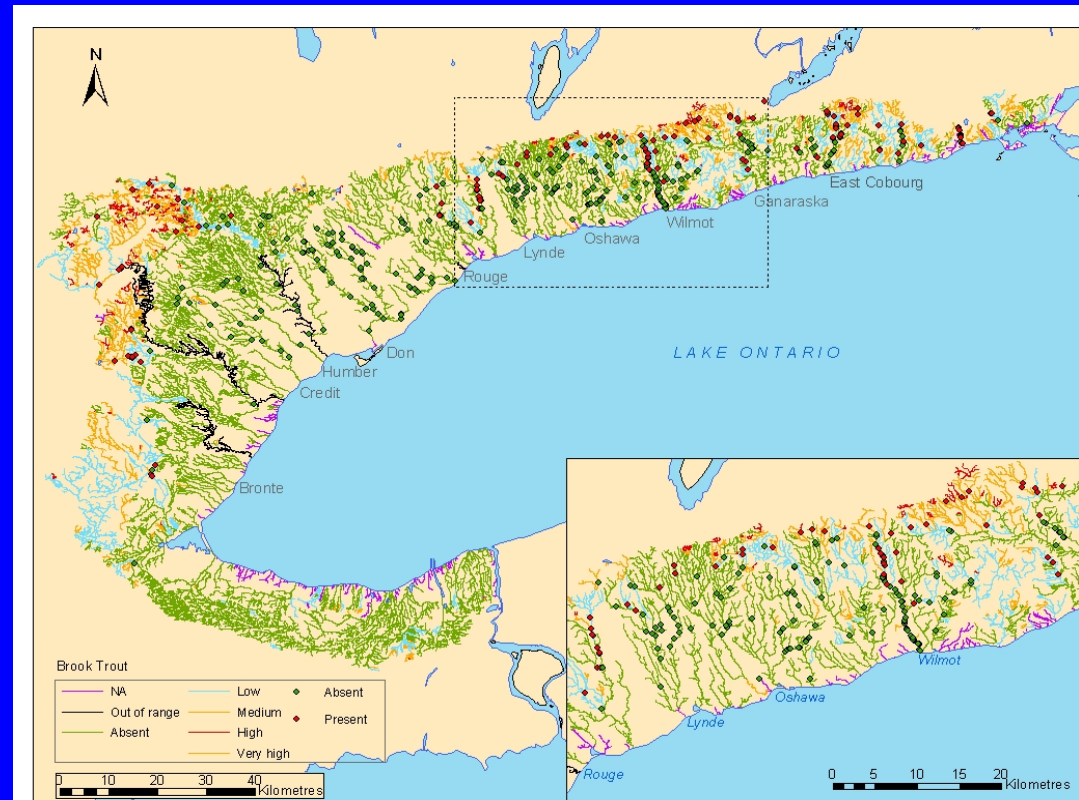 N
East Cobourg
Ganaraska
Wilmot
Oshawa
Lynde
Rouge
LAKE ONTARIO
Don
Humber
Credit
Bronte
Brook Trout
NA Low Absent
Out of range Medium Present
Absent High
Very high
0 10 20 30 40 Kilometres
Wilmot
Oshawa
Lynde
Rouge
0 5 10 15 20 Kilometres